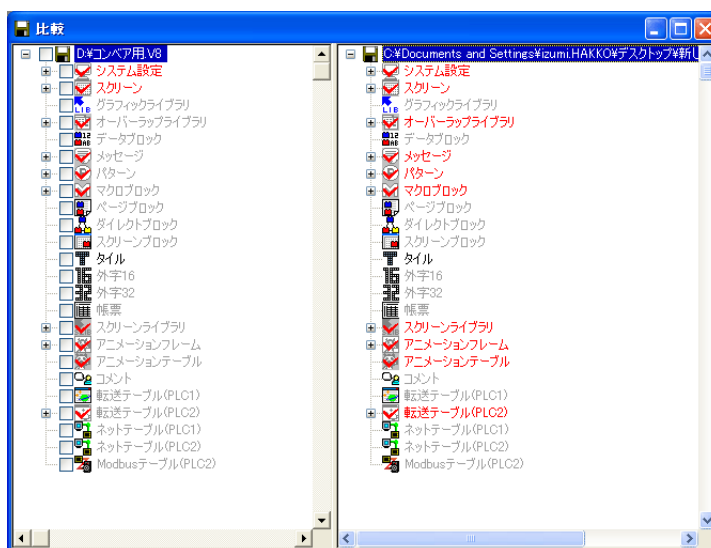 比較
D:¥コンベア用.V8
システム設定
スクリーン
グラフィックライブラリ
オーバーラップライブラリ
データブロック
メッセージ
パターン
マクロブロック
ページブロック
ダイレクトブロック
スクリーンブロック
タイル
外字16
外字32
帳票
スクリーンライブラリ
アニメーションフレーム
アニメーションテーブル
コメント
転送テーブル(PLC1)
転送テーブル(PLC2)
ネットテーブル(PLC1)
ネットテーブル(PLC2)
Modbusテーブル(PLC2)
C:¥Documents and Settings¥izumi.HAKKO¥デスクトップ¥新し
システム設定
スクリーン
グラフィックライブラリ
オーバーラップライブラリ
データブロック
メッセージ
パターン
マクロブロック
ページブロック
ダイレクトブロック
スクリーンブロック
タイル
外字16
外字32
帳票
スクリーンライブラリ
アニメーションフレーム
アニメーションテーブル
コメント
転送テーブル(PLC1)
転送テーブル(PLC2)
ネットテーブル(PLC1)
ネットテーブル(PLC2)
Modbusテーブル(PLC2)